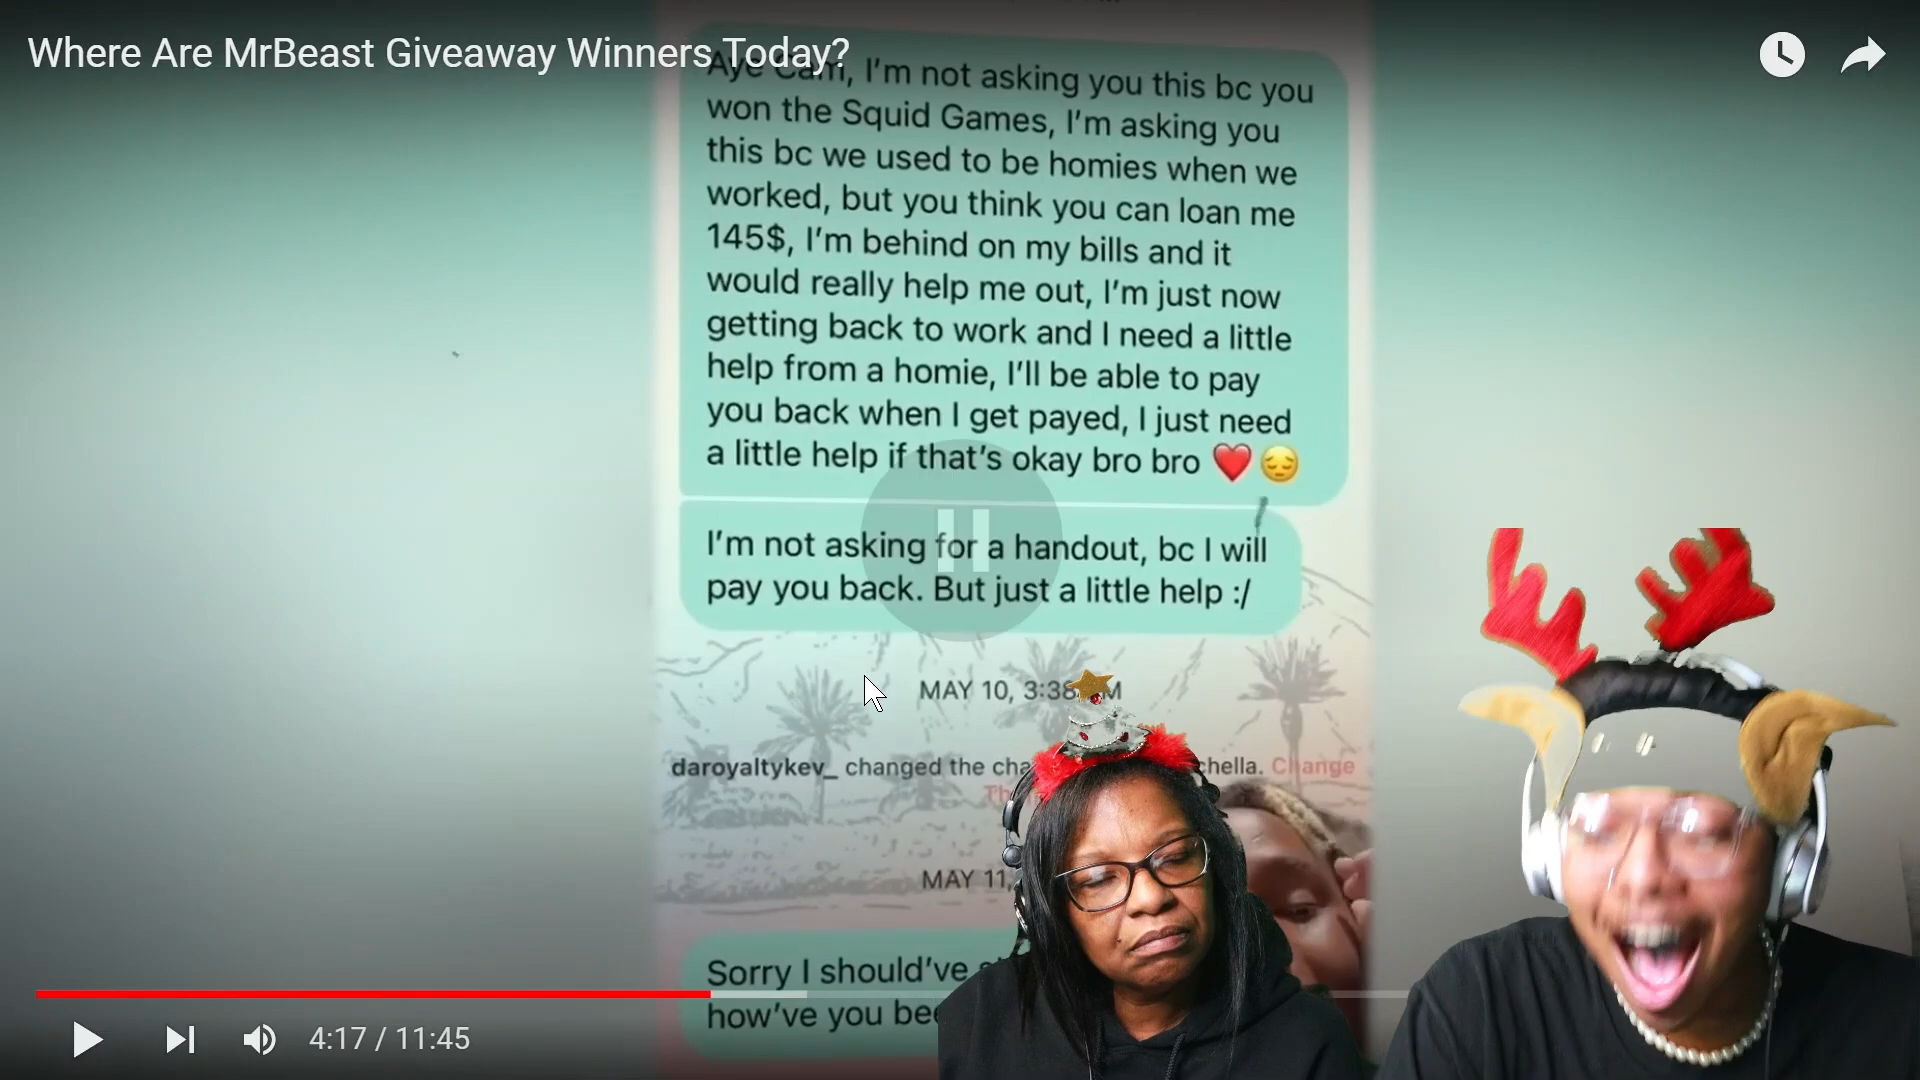 Where Are MrBeast Giveaway Winners Today?
Aye Cam, I'm not asking you this bc you
won the Squid Games, I'm asking you
this bc we used to be homies when we
worked, but you think you can loan me
145$, I'm behind on my bills and it
would really help me out, I'm just now
getting back to work and I need a little
help from a homie, I'll be able to pay
you back when I get payed, I just need
a little help if that's okay bro bro ❤️😔
I'm not asking for a handout, bc I will
pay you back. But just a little help :/
MAY 10, 3:38
daroyaltykev_ changed the Change
MAY 11,
Sorry I should've
how've you
4:17 / 11:45